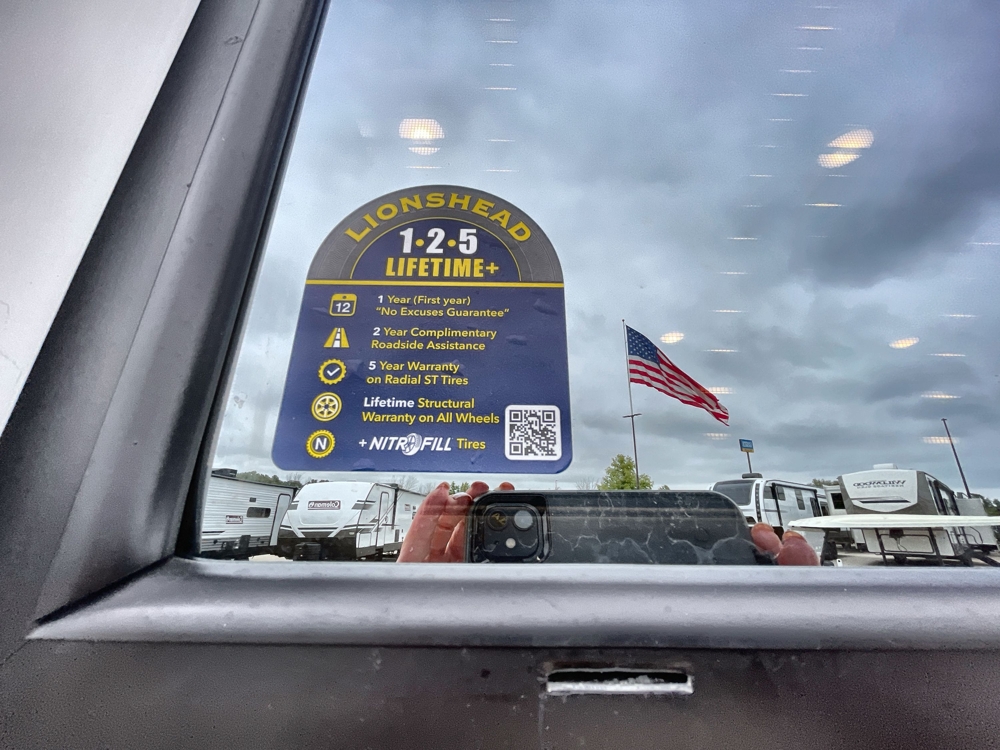 LIONSHEAD
1•2•5
LIFETIME+
12
1 Year (First year)
"No Excuses Guarantee"
2 Year Complimentary
Roadside Assistance
5 Year Warranty
on Radial ST Tires
Lifetime Structural
Warranty on All Wheels
N
+ NITROFILL Tires